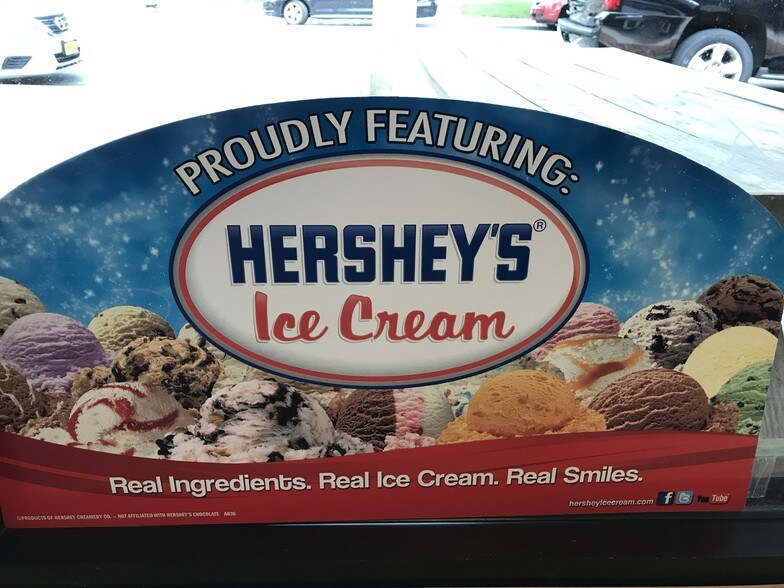 PROUDLY FEATURING:
HERSHEY'S®
Ice Cream
Real Ingredients. Real Ice Cream. Real Smiles.
hersheyicecream.com f t You Tube
©PRODUCTS OF HERSHEY CREAMERY CO. – NOT AFFILIATED WITH HERSHEY'S CHOCOLATE